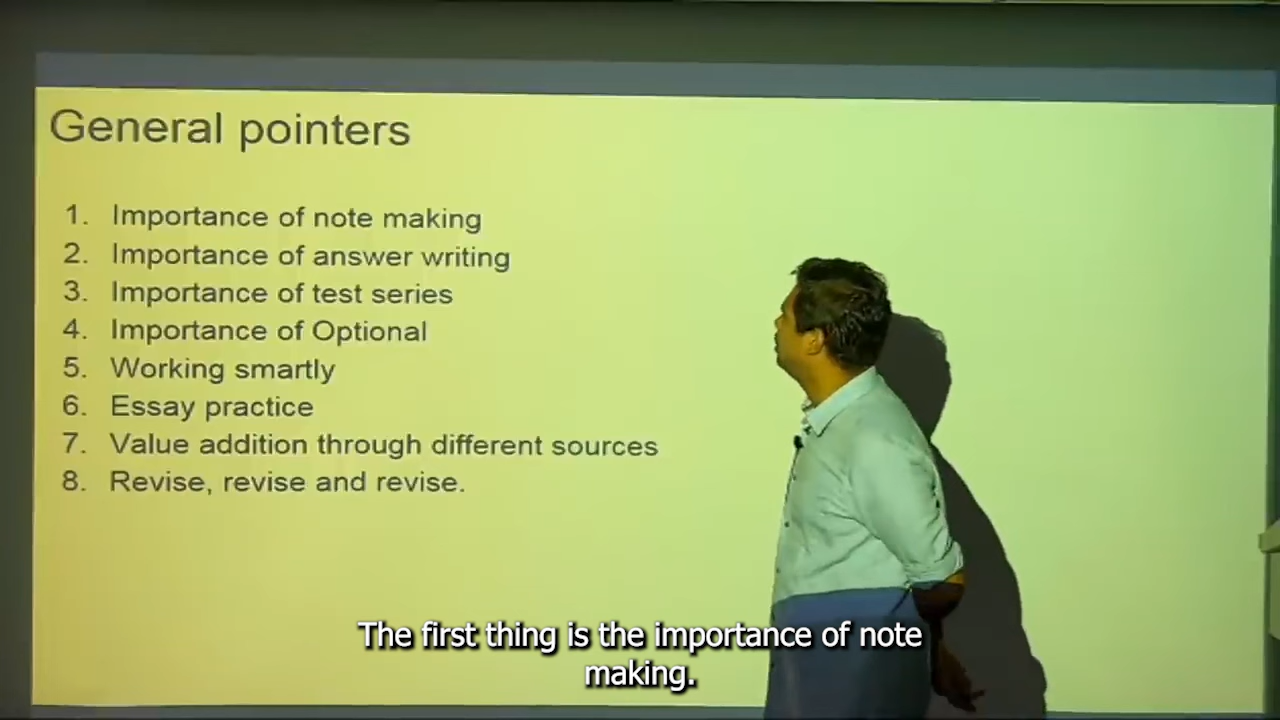 General pointers
1. Importance of note making
2. Importance of answer writing
3. Importance of test series
4. Importance of Optional
5. Working smartly
6. Essay practice
7. Value addition through different sources
8. Revise, revise and revise.
The first thing is the importance of note
making.